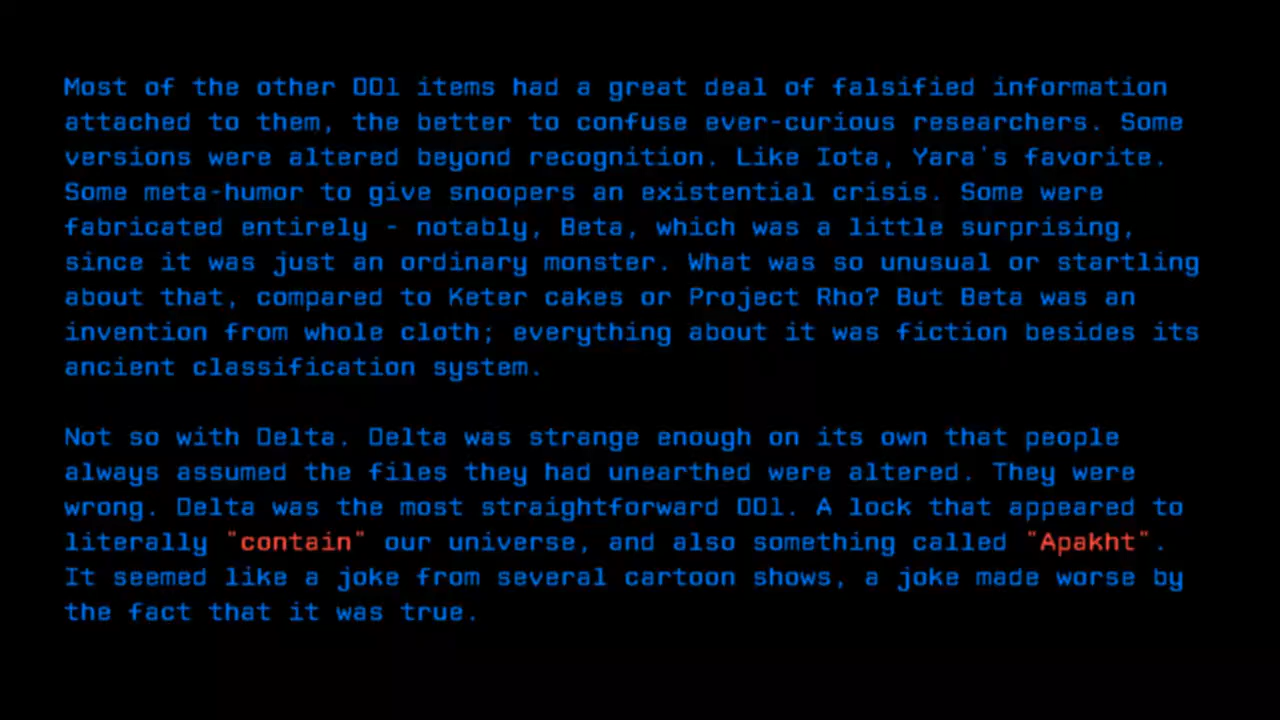 Most of the other 001 items had a great deal of falsified information
attached to them, the better to confuse ever-curious researchers. Some
versions were altered beyond recognition. Like Iota, Yara's favorite.
Some meta-humor to give snoopers an existential crisis. Some were
fabricated entirely - notably, Beta, which was a little surprising,
since it was just an ordinary monster. What was so unusual or startling
about that, compared to Keter cakes or Project Rho? But Beta was an
invention from whole cloth; everything about it was fiction besides its
ancient classification system.
Not so with Delta. Delta was strange enough on its own that people
always assumed the files they had unearthed were altered. They were
wrong. Delta was the most straightforward 001. A lock that appeared to
literally "contain" our universe, and also something called "Apakht".
It seemed like a joke from several cartoon shows, a joke made worse by
the fact that it was true.